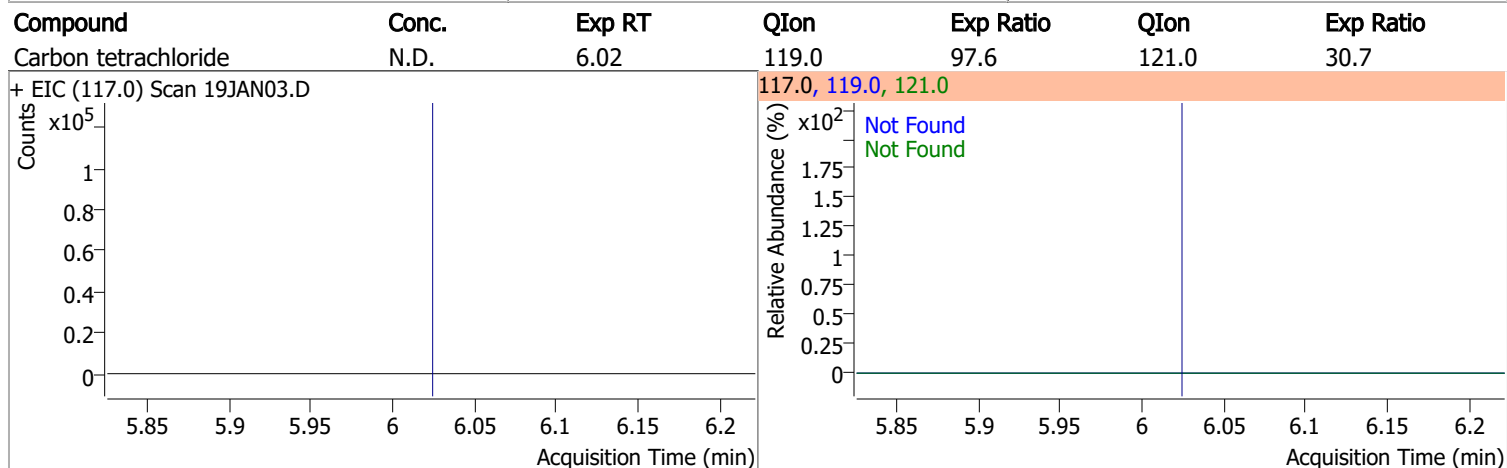 Compound Conc. Exp RT QIon Exp Ratio QIon Exp Ratio
Carbon tetrachloride N.D. 6.02 119.0 97.6 121.0 30.7
+ EIC (117.0) Scan 19JAN03.D
Counts
x10^5
1
0.8
0.6
0.4
0.2
0
5.85 5.9 5.95 6 6.05 6.1 6.15 6.2
Acquisition Time (min)
117.0, 119.0, 121.0
Relative Abundance (%)
x10^2
Not Found
Not Found
1.75
1.5
1.25
1
0.75
0.5
0.25
0
5.85 5.9 5.95 6 6.05 6.1 6.15 6.2
Acquisition Time (min)